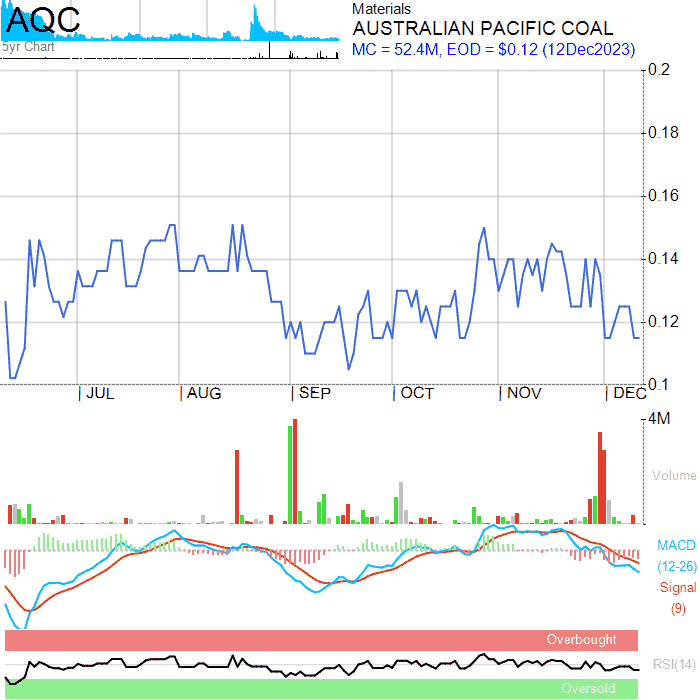 AQC
5yr Chart
Materials
AUSTRALIAN PACIFIC COAL
MC = 52.4M, EOD = $0.12 (12Dec2023)
0.2
0.18
0.16
0.14
0.12
0.1
JUL AUG SEP OCT NOV DEC
4M
Volume
MACD
(12-26)
Signal
(9)
Overbought
RSI(14)
Oversold